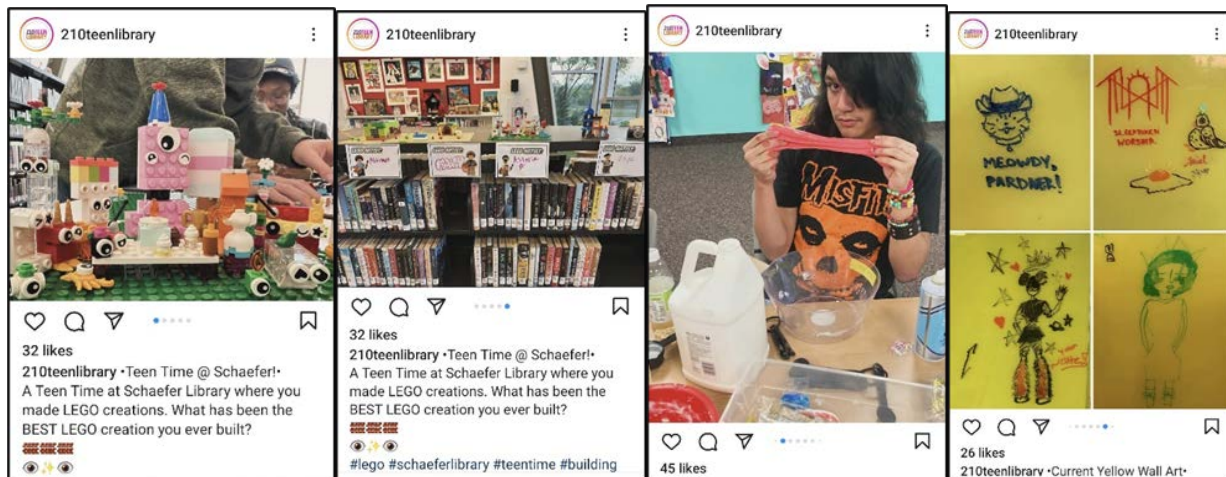 210teenlibrary
32 likes
210teenlibrary •Teen Time @ Schaefer!•
A Teen Time at Schaefer Library where you
made LEGO creations. What has been the
BEST LEGO creation you ever built?
210teenlibrary
32 likes
210teenlibrary •Teen Time @ Schaefer!•
A Teen Time at Schaefer Library where you
made LEGO creations. What has been the
BEST LEGO creation you ever built?
#lego #schaeferlibrary #teentime #building
210teenlibrary
MISFITS
45 likes
210teenlibrary
MEOWDY,
PARDNER!
SLEEP TOKEN
WORSHIP
26 likes
210teenlibrary •Current Yellow Wall Art•